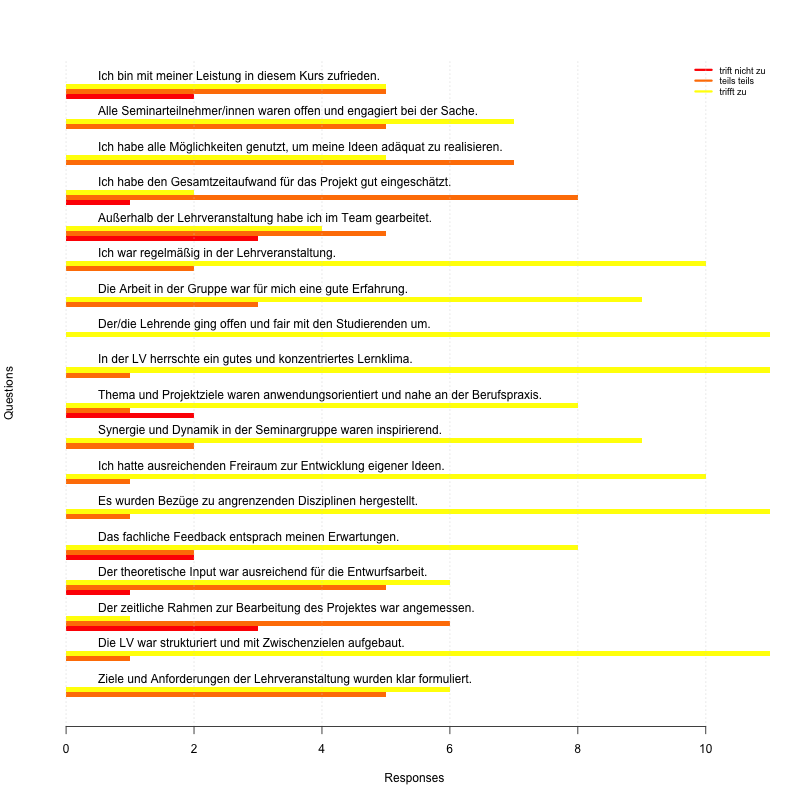 trift nicht zu
teils teils
trifft zu
Ich bin mit meiner Leistung in diesem Kurs zufrieden.
Alle Seminarteilnehmer/innen waren offen und engagiert bei der Sache.
Ich habe alle Möglichkeiten genutzt, um meine Ideen adäquat zu realisieren.
Ich habe den Gesamtzeitaufwand für das Projekt gut eingeschätzt.
Außerhalb der Lehrveranstaltung habe ich im Team gearbeitet.
Ich war regelmäßig in der Lehrveranstaltung.
Die Arbeit in der Gruppe war für mich eine gute Erfahrung.
Der/die Lehrende ging offen und fair mit den Studierenden um.
In der LV herrschte ein gutes und konzentriertes Lernklima.
Thema und Projektziele waren anwendungsorientiert und nahe an der Berufspraxis.
Synergie und Dynamik in der Seminargruppe waren inspirierend.
Ich hatte ausreichenden Freiraum zur Entwicklung eigener Ideen.
Es wurden Bezüge zu angrenzenden Disziplinen hergestellt.
Das fachliche Feedback entsprach meinen Erwartungen.
Der theoretische Input war ausreichend für die Entwurfsarbeit.
Der zeitliche Rahmen zur Bearbeitung des Projektes war angemessen.
Die LV war strukturiert und mit Zwischenzielen aufgebaut.
Ziele und Anforderungen der Lehrveranstaltung wurden klar formuliert.
Questions
0 2 4 6 8 10
Responses